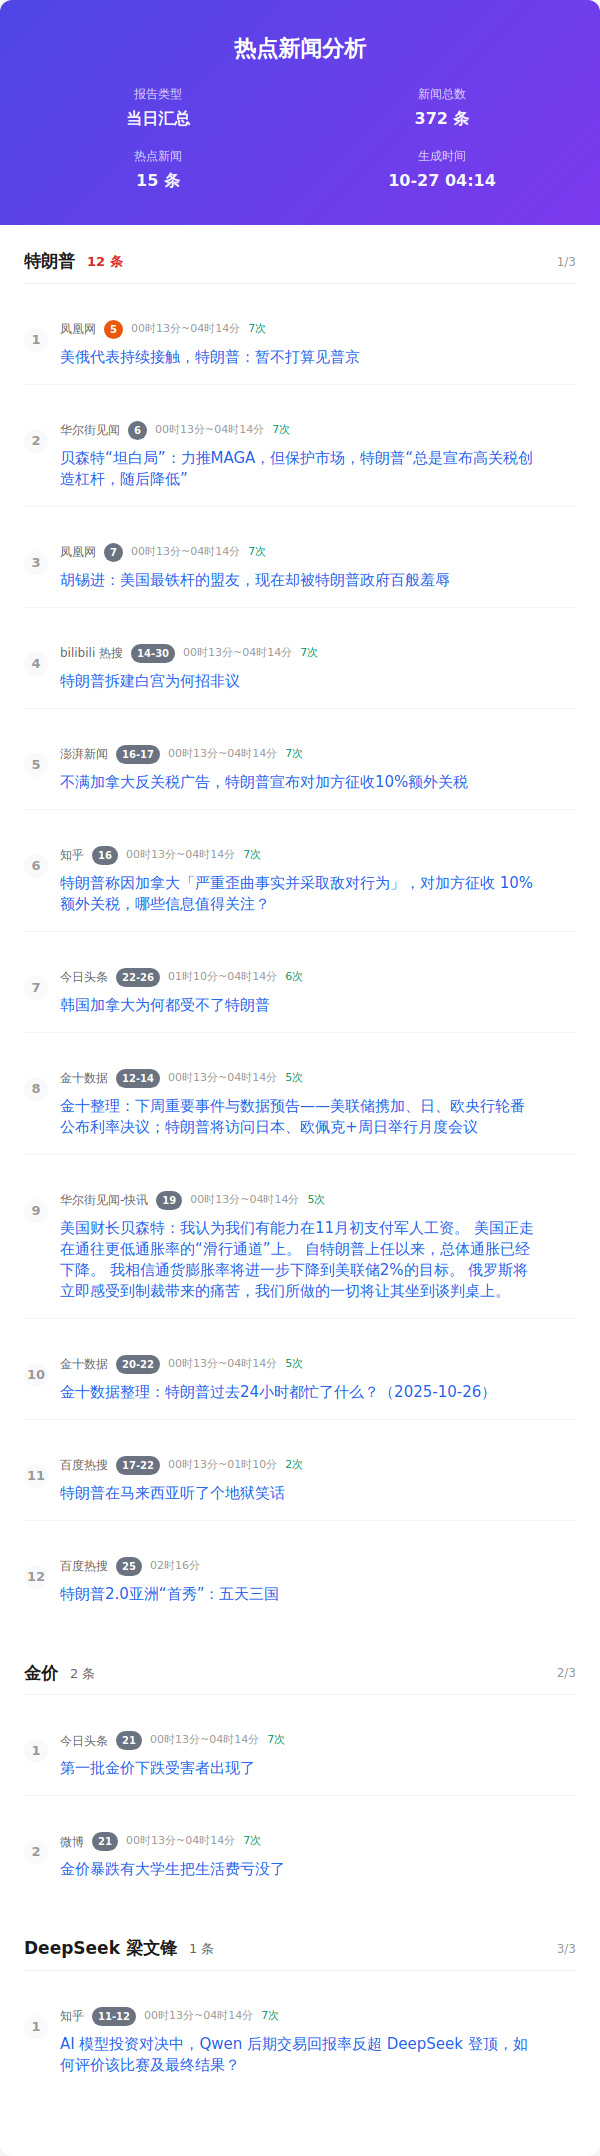 热点新闻分析
报告类型
新闻总数
当日汇总
372 条
热点新闻
生成时间
15 条
10-27 04:14
特朗普 12 条 1/3
1
凤凰网 5 00时13分~04时14分 7次
美俄代表持续接触，特朗普：暂不打算见普京
2
华尔街见闻 6 00时13分~04时14分 7次
贝森特“坦白局”：力推MAGA，但保护市场，特朗普“总是宣布高关税创
造杠杆，随后降低”
3
凤凰网 7 00时13分~04时14分 7次
胡锡进：美国最铁杆的盟友，现在却被特朗普政府百般羞辱
4
bilibili 热搜 14-30 00时13分~04时14分 7次
特朗普拆建白宫为何招非议
5
澎湃新闻 16-17 00时13分~04时14分 7次
不满加拿大反关税广告，特朗普宣布对加方征收10%额外关税
6
知乎 16 00时13分~04时14分 7次
特朗普称因加拿大「严重歪曲事实并采取敌对行为」，对加方征收 10%
额外关税，哪些信息值得关注？
7
今日头条 22-26 01时10分~04时14分 6次
韩国加拿大为何都受不了特朗普
8
金十数据 12-14 00时13分~04时14分 5次
金十整理：下周重要事件与数据预告——美联储携加、日、欧央行轮番
公布利率决议；特朗普将访问日本、欧佩克+周日举行月度会议
9
华尔街见闻-快讯 19 00时13分~04时14分 5次
美国财长贝森特：我认为我们有能力在11月初支付军人工资。 美国正走
在通往更低通胀率的“滑行通道”上。 自特朗普上任以来，总体通胀已经
下降。 我相信通货膨胀率将进一步下降到美联储2%的目标。 俄罗斯将
立即感受到制裁带来的痛苦，我们所做的一切将让其坐到谈判桌上。
10
金十数据 20-22 00时13分~04时14分 5次
金十数据整理：特朗普过去24小时都忙了什么？（2025-10-26）
11
百度热搜 17-22 00时13分~01时10分 2次
特朗普在马来西亚听了个地狱笑话
12
百度热搜 25 02时16分
特朗普2.0亚洲“首秀”：五天三国
金价 2 条 2/3
1
今日头条 21 00时13分~04时14分 7次
第一批金价下跌受害者出现了
2
微博 21 00时13分~04时14分 7次
金价暴跌有大学生把生活费亏没了
DeepSeek 梁文锋 1 条 3/3
1
知乎 11-12 00时13分~04时14分 7次
AI 模型投资对决中，Qwen 后期交易回报率反超 DeepSeek 登顶，如
何评价该比赛及最终结果？